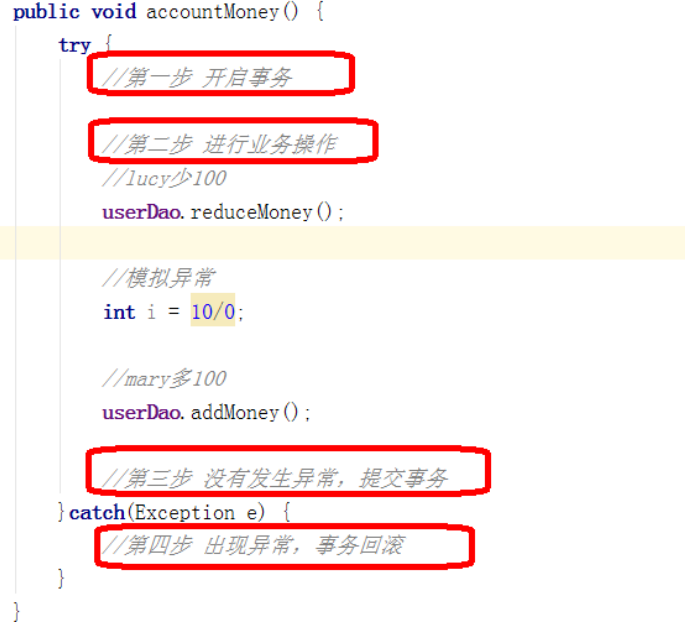 public void accountMoney() {
try {
//第一步 开启事务
//第二步 进行业务操作
//lucy少100
userDao.reduceMoney();
//模拟异常
int i = 10/0;
//mary多100
userDao.addMoney();
//第三步 没有发生异常，提交事务
}catch(Exception e) {
//第四步 出现异常，事务回滚
}
}